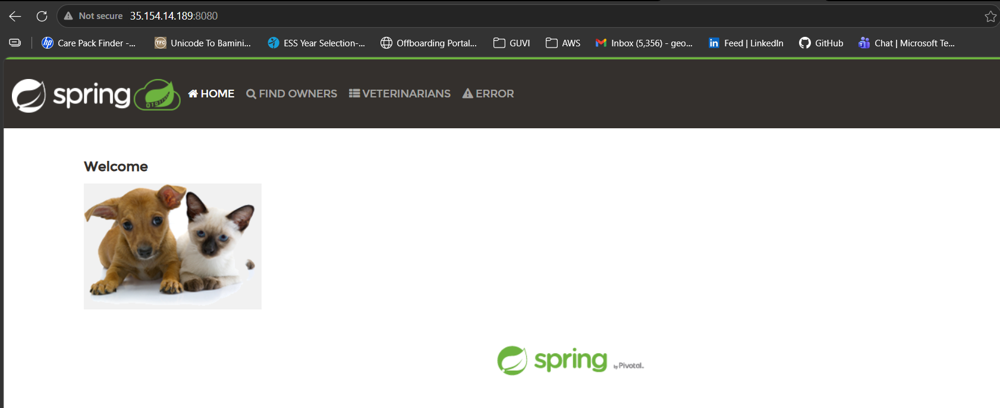 Not secure 35.154.14.189:8080
Care Pack Finder -... Unicode To Bamini... ESS Year Selection-... Offboarding Portal... GUVI AWS Inbox (5,356) - geo... Feed | LinkedIn GitHub Chat | Microsoft Te...
spring HOME FIND OWNERS VETERINARIANS ERROR
Welcome
spring by Pivotal.